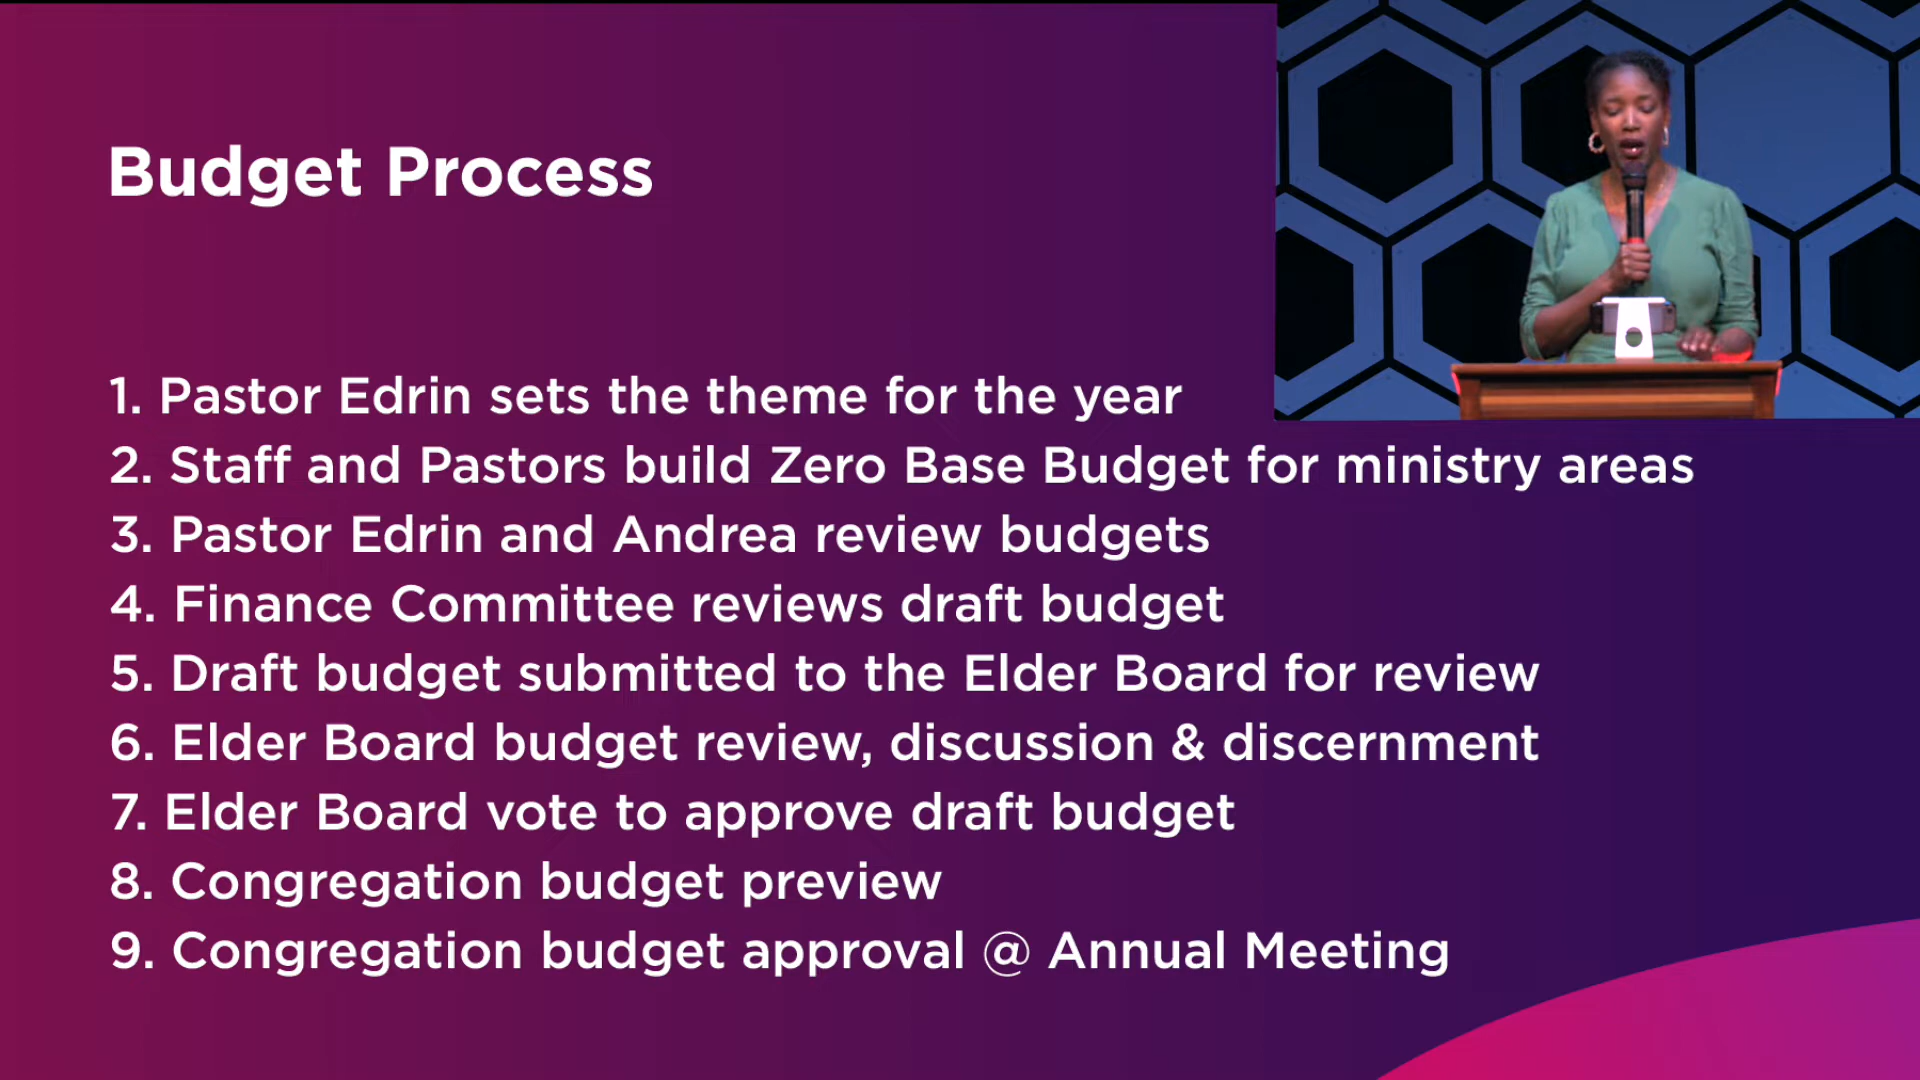 Budget Process
1. Pastor Edrin sets the theme for the year
2. Staff and Pastors build Zero Base Budget for ministry areas
3. Pastor Edrin and Andrea review budgets
4. Finance Committee reviews draft budget
5. Draft budget submitted to the Elder Board for review
6. Elder Board budget review, discussion & discernment
7. Elder Board vote to approve draft budget
8. Congregation budget preview
9. Congregation budget approval @ Annual Meeting